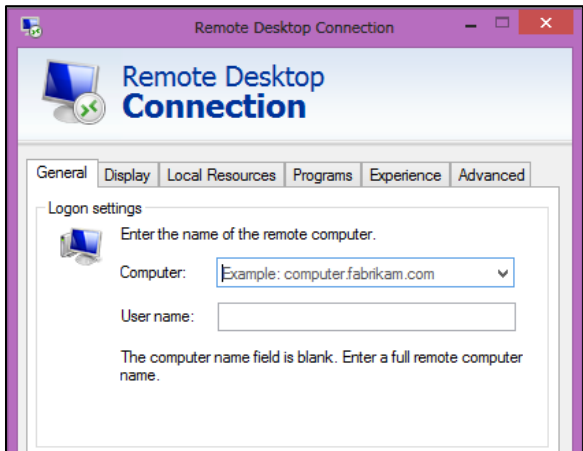 Remote Desktop Connection
Remote Desktop
Connection
General Display Local Resources Programs Experience Advanced
Logon settings
Enter the name of the remote computer.
Computer: Example: computer.fabrikam.com
User name:
The computer name field is blank. Enter a full remote computer
name.